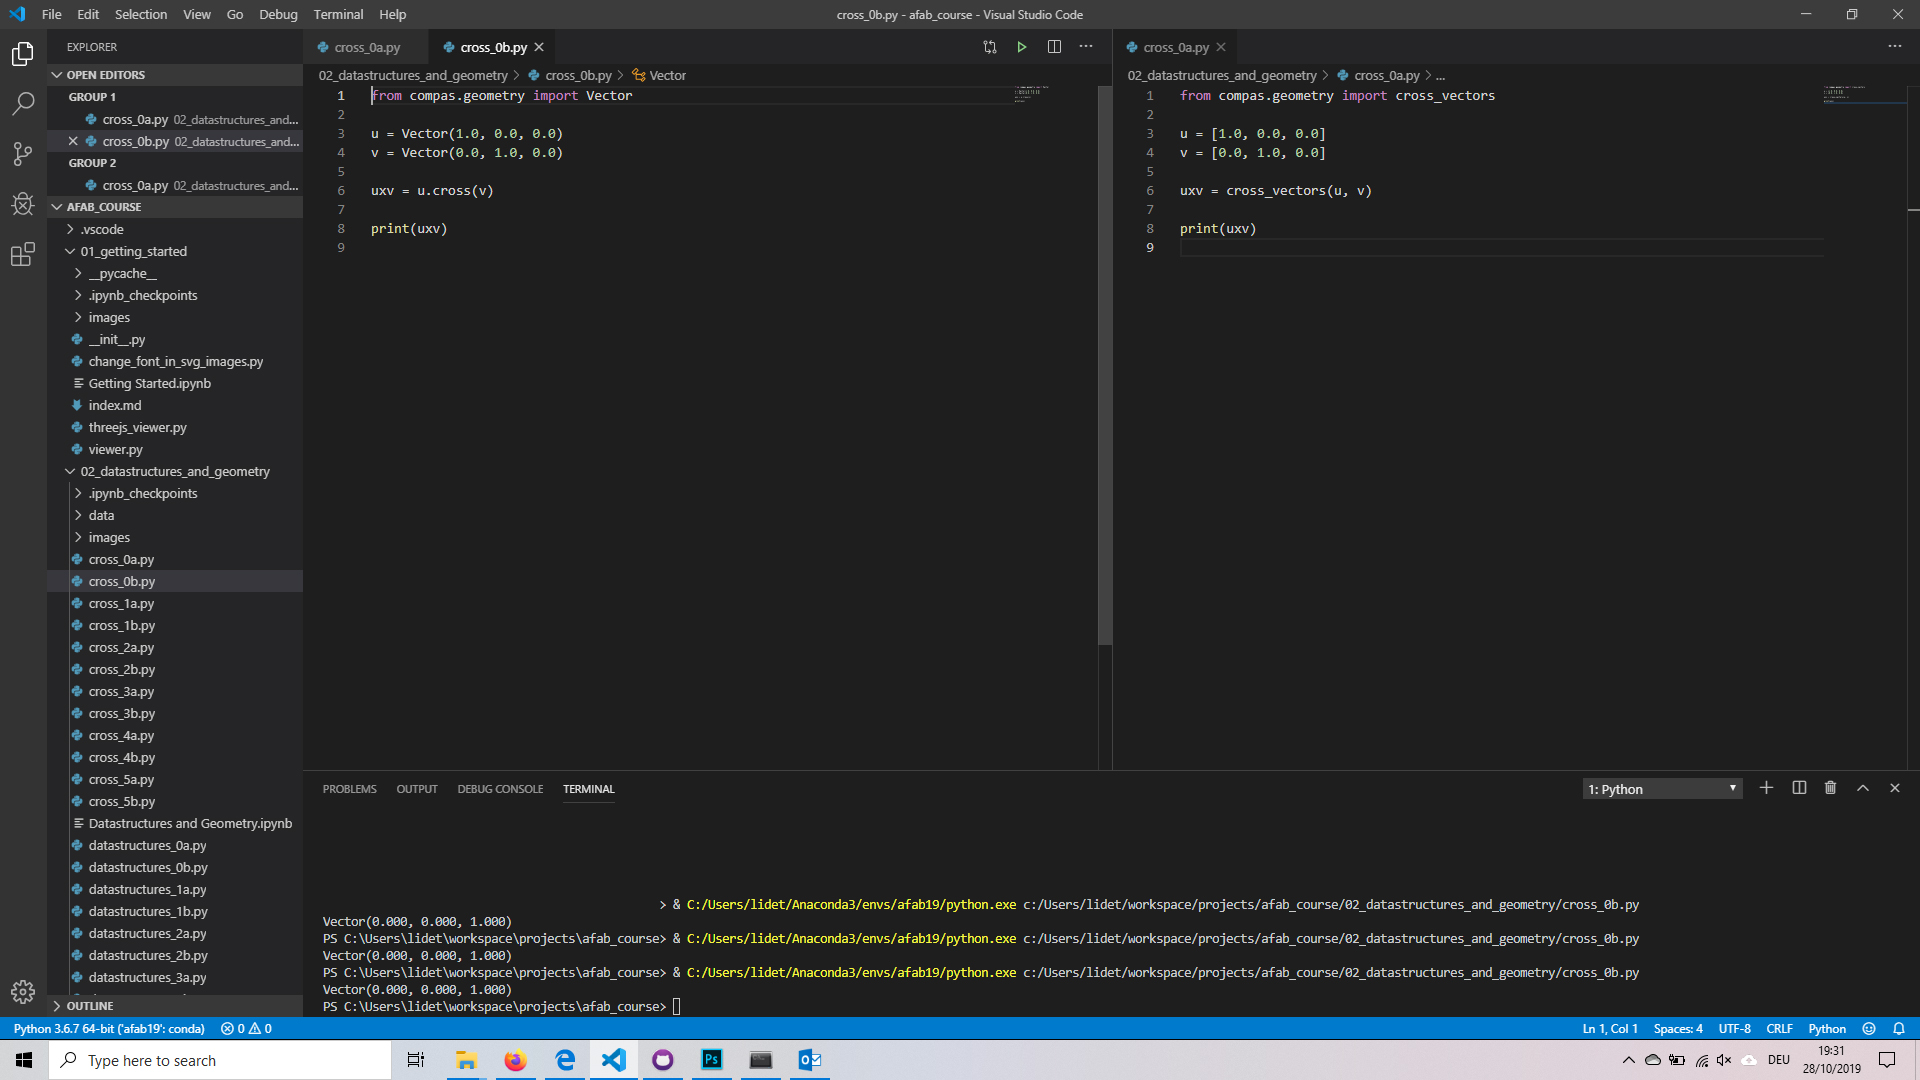 File Edit Selection View Go Debug Terminal Help
cross_0b.py - afab_course - Visual Studio Code
EXPLORER
OPEN EDITORS
GROUP 1
cross_0a.py 02_datastructures_and...
cross_0b.py 02_datastructures_and...
GROUP 2
cross_0a.py 02_datastructures_and...
AFAB_COURSE
.vscode
01_getting_started
__pycache__
.ipynb_checkpoints
images
__init__.py
change_font_in_svg_images.py
Getting Started.ipynb
index.md
threejs_viewer.py
viewer.py
02_datastructures_and_geometry
.ipynb_checkpoints
data
images
cross_0a.py
cross_0b.py
cross_1a.py
cross_1b.py
cross_2a.py
cross_2b.py
cross_3a.py
cross_3b.py
cross_4a.py
cross_4b.py
cross_5a.py
cross_5b.py
Datastructures and Geometry.ipynb
datastructures_0a.py
datastructures_0b.py
datastructures_1a.py
datastructures_1b.py
datastructures_2a.py
datastructures_2b.py
datastructures_3a.py
OUTLINE
cross_0a.py cross_0b.py
02_datastructures_and_geometry > cross_0b.py > Vector
1 from compas.geometry import Vector
2
3 u = Vector(1.0, 0.0, 0.0)
4 v = Vector(0.0, 1.0, 0.0)
5
6 uxv = u.cross(v)
7
8 print(uxv)
9
cross_0a.py
02_datastructures_and_geometry > cross_0a.py > ...
1 from compas.geometry import cross_vectors
2
3 u = [1.0, 0.0, 0.0]
4 v = [0.0, 1.0, 0.0]
5
6 uxv = cross_vectors(u, v)
7
8 print(uxv)
9
PROBLEMS OUTPUT DEBUG CONSOLE TERMINAL
1: Python
> & C:/Users/lidet/Anaconda3/envs/afab19/python.exe c:/Users/lidet/workspace/projects/afab_course/02_datastructures_and_geometry/cross_0b.py
Vector(0.000, 0.000, 1.000)
PS C:\Users\lidet\workspace\projects\afab_course> & C:/Users/lidet/Anaconda3/envs/afab19/python.exe c:/Users/lidet/workspace/projects/afab_course/02_datastructures_and_geometry/cross_0b.py
Vector(0.000, 0.000, 1.000)
PS C:\Users\lidet\workspace\projects\afab_course> & C:/Users/lidet/Anaconda3/envs/afab19/python.exe c:/Users/lidet/workspace/projects/afab_course/02_datastructures_and_geometry/cross_0b.py
Vector(0.000, 0.000, 1.000)
PS C:\Users\lidet\workspace\projects\afab_course>
Python 3.6.7 64-bit ('afab19': conda) 0 0
Ln 1, Col 1 Spaces: 4 UTF-8 CRLF Python
Type here to search
Ps
DEU
19:31
28/10/2019